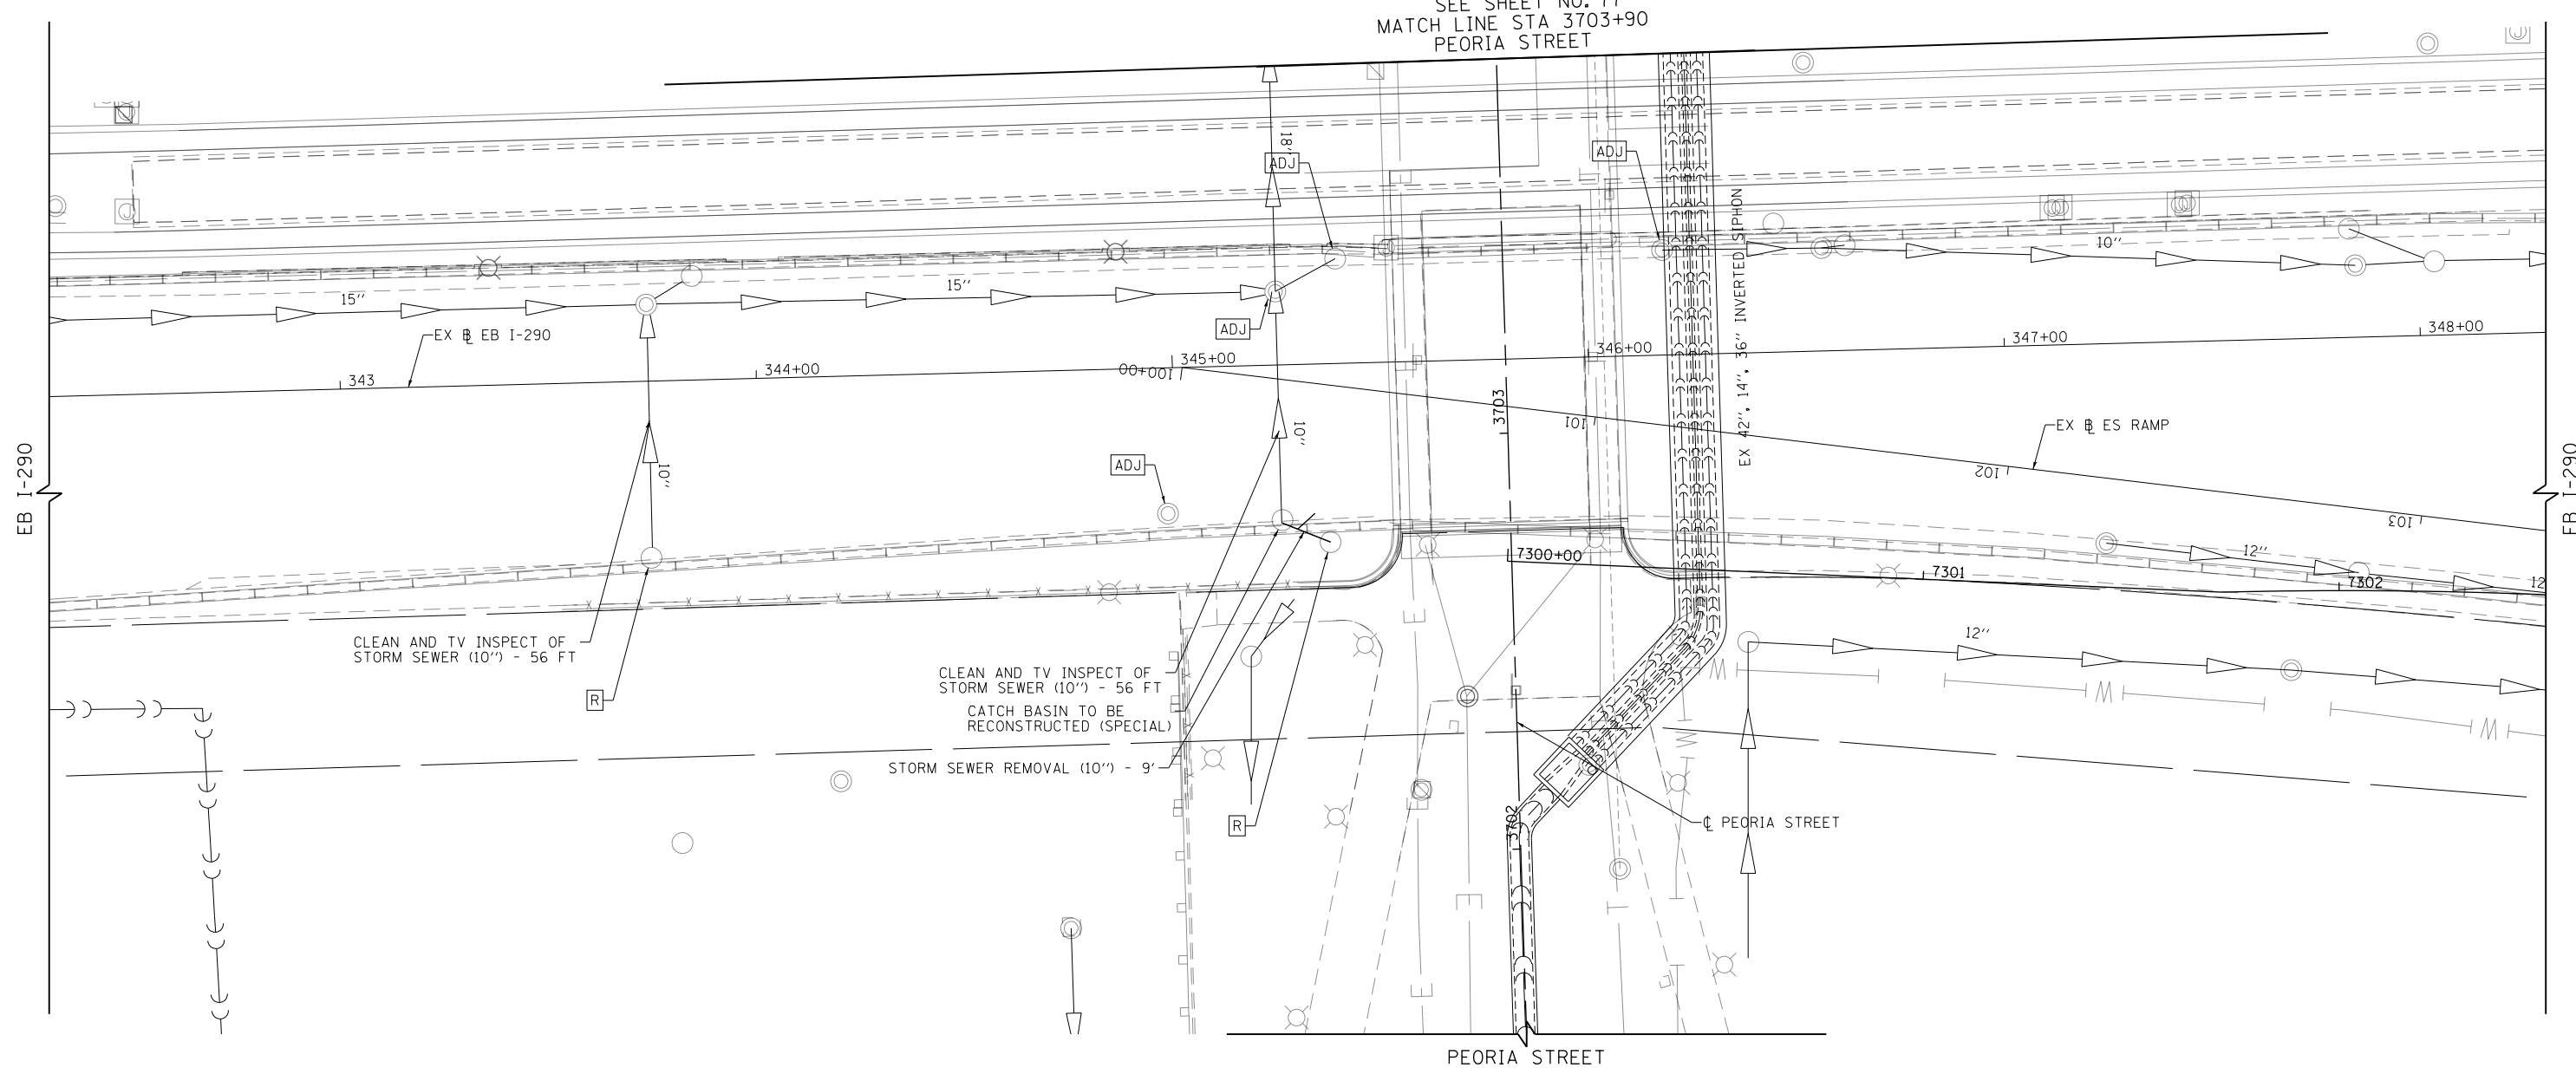 SEE SHEET NO. 77
MATCH LINE STA 3703+90
PEORIA STREET
18''
ADJ
ADJ
EX 42'', 14'', 36'' INVERTED SIPHON
10''
15''
15''
ADJ
EX BL EB I-290
343
344+00
345+00
346+00
347+00
348+00
100+00
101
102
103
3703
EX BL ES RAMP
EB I-290
EB I-290
10''
10''
ADJ
7300+00
7301
7302
12''
12
12''
CLEAN AND TV INSPECT OF
STORM SEWER (10'') - 56 FT
R
CLEAN AND TV INSPECT OF
STORM SEWER (10'') - 56 FT
CATCH BASIN TO BE
RECONSTRUCTED (SPECIAL)
STORM SEWER REMOVAL (10'') - 9'
R
W
W
W
3702
CL PEORIA STREET
PEORIA STREET